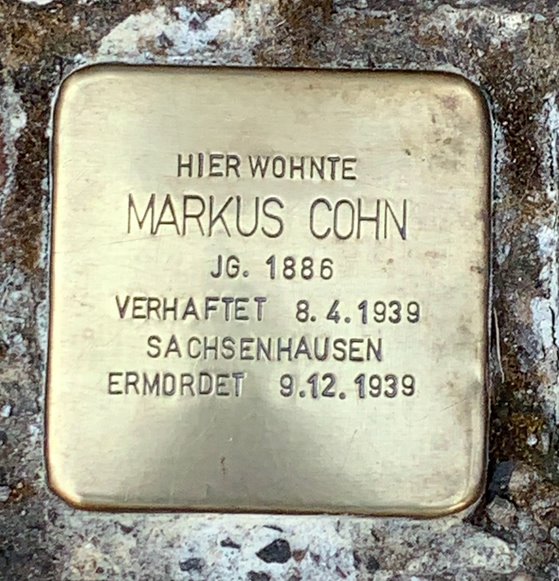 HIER WOHNTE
MARKUS COHN
JG. 1886
VERHAFTET 8.4.1939
SACHSENHAUSEN
ERMORDET 9.12.1939